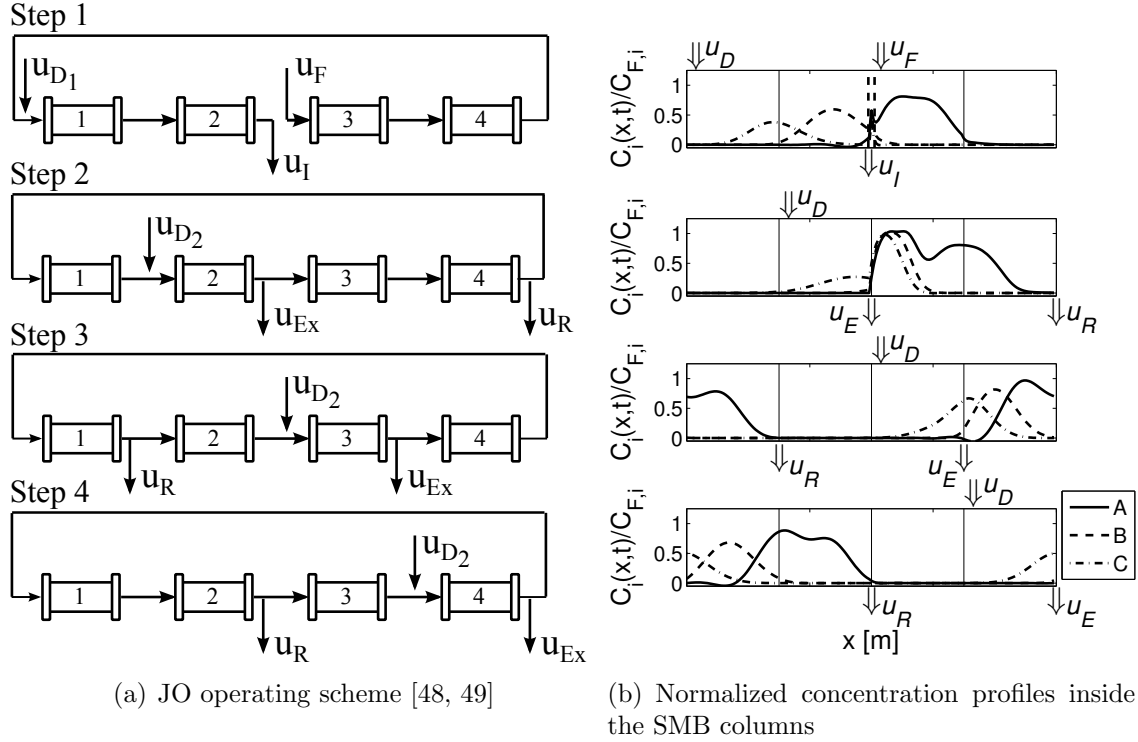 Step 1
u_{D_1}
u_F
1
2
3
4
u_I
Step 2
u_{D_2}
1
2
3
4
u_{Ex}
u_R
Step 3
u_{D_2}
1
2
3
4
u_R
u_{Ex}
Step 4
u_{D_2}
1
2
3
4
u_R
u_{Ex}
(a) JO operating scheme [48, 49]
u_D
u_F
C_i(x,t)/C_{F,i}
1
0.5
0
u_I
u_D
C_i(x,t)/C_{F,i}
1
0.5
0
u_E
u_R
u_D
C_i(x,t)/C_{F,i}
1
0.5
0
u_R
u_E
u_D
C_i(x,t)/C_{F,i}
1
0.5
0
A
B
C
u_R
u_E
x [m]
(b) Normalized concentration profiles inside
the SMB columns